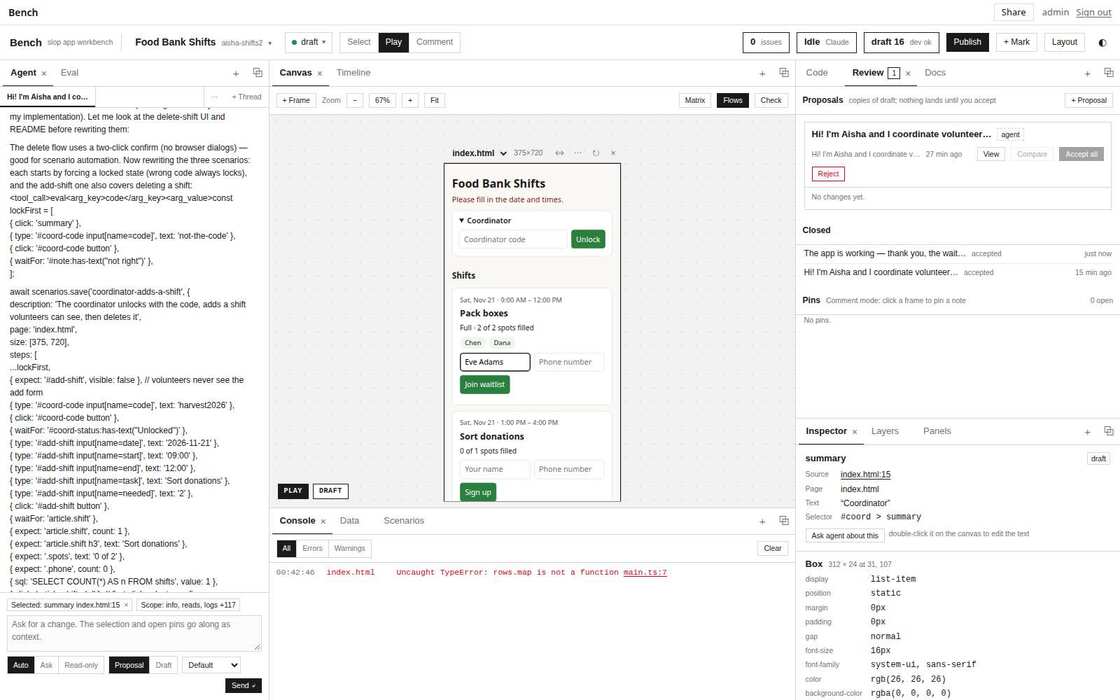 Bench
Share
admin
Sign out
Bench slop app workbench
Food Bank Shifts aisha-shifts2
draft
Select
Play
Comment
0 issues
Idle Claude
draft 16 dev ok
Publish
+ Mark
Layout
Agent ×
Eval
Hi! I'm Aisha and I co…
+ Thread
my implementation). Let me look at the delete-shift UI and
README before rewriting them:
The delete flow uses a two-click confirm (no browser dialogs) —
good for scenario automation. Now rewriting the three scenarios:
each starts by forcing a locked state (wrong code always locks),
and the add-shift one also covers deleting a shift:
<tool_call>eval<arg_key>code</arg_key><arg_value>const
lockFirst = [
{ click: 'summary' },
{ type: '#coord-code input[name=code]', text: 'not-the-code' },
{ click: '#coord-code button' },
{ waitFor: '#note:has-text("not right")' },
];
await scenarios.save('coordinator-adds-a-shift', {
description: 'The coordinator unlocks with the code, adds a shift
volunteers can see, then deletes it',
page: 'index.html',
size: [375, 720],
steps: [
...lockFirst,
{ expect: '#add-shift', visible: false }, // volunteers never see the
add form
{ type: '#coord-code input[name=code]', text: 'harvest2026' },
{ click: '#coord-code button' },
{ waitFor: '#coord-status:has-text("Unlocked")' },
{ type: '#add-shift input[name=date]', text: '2026-11-21' },
{ type: '#add-shift input[name=start]', text: '09:00' },
{ type: '#add-shift input[name=end]', text: '12:00' },
{ type: '#add-shift input[name=task]', text: 'Sort donations' },
{ type: '#add-shift input[name=needed]', text: '2' },
{ click: '#add-shift button' },
{ waitFor: 'article.shift' },
{ expect: 'article.shift', count: 1 },
{ expect: 'article.shift h3', text: 'Sort donations' },
{ expect: '.spots', text: '0 of 2' },
{ expect: '.phone', count: 0 },
{ sql: 'SELECT COUNT(*) AS n FROM shifts', value: 1 },
Selected: summary index.html:15 ×
Scope: info, reads, logs +117
Ask for a change. The selection and open pins go along as
context.
Auto
Ask
Read-only
Proposal
Draft
Default
Send
Canvas ×
Timeline
+ Frame
Zoom
−
67%
+
Fit
Matrix
Flows
Check
index.html
375×720
Food Bank Shifts
Please fill in the date and times.
▼ Coordinator
Coordinator code
Unlock
Shifts
Sat, Nov 21 · 9:00 AM – 12:00 PM
Pack boxes
Full · 2 of 2 spots filled
Chen
Dana
Eve Adams
Phone number
Join waitlist
Sat, Nov 21 · 1:00 PM – 4:00 PM
Sort donations
0 of 1 spots filled
Your name
Phone number
Sign up
PLAY
DRAFT
Console ×
Data
Scenarios
All
Errors
Warnings
Clear
00:42:46 index.html Uncaught TypeError: rows.map is not a function main.ts:7
Code
Review 1 ×
Docs
Proposals copies of draft; nothing lands until you accept
+ Proposal
Hi! I'm Aisha and I coordinate volunteer… agent
Hi! I'm Aisha and I coordinate v… 27 min ago
View
Compare
Accept all
Reject
No changes yet.
Closed
The app is working — thank you, the wait… accepted just now
Hi! I'm Aisha and I coordinate volunteer… accepted 15 min ago
Pins Comment mode: click a frame to pin a note 0 open
No pins.
Inspector ×
Layers
Panels
summary draft
Source index.html:15
Page index.html
Text “Coordinator”
Selector #coord > summary
Ask agent about this
double-click it on the canvas to edit the text
Box 312 × 24 at 31, 107
display list-item
position static
margin 0px
padding 0px
gap normal
font-size 16px
font-family system-ui, sans-serif
color rgb(26, 26, 26)
background-color rgba(0, 0, 0, 0)